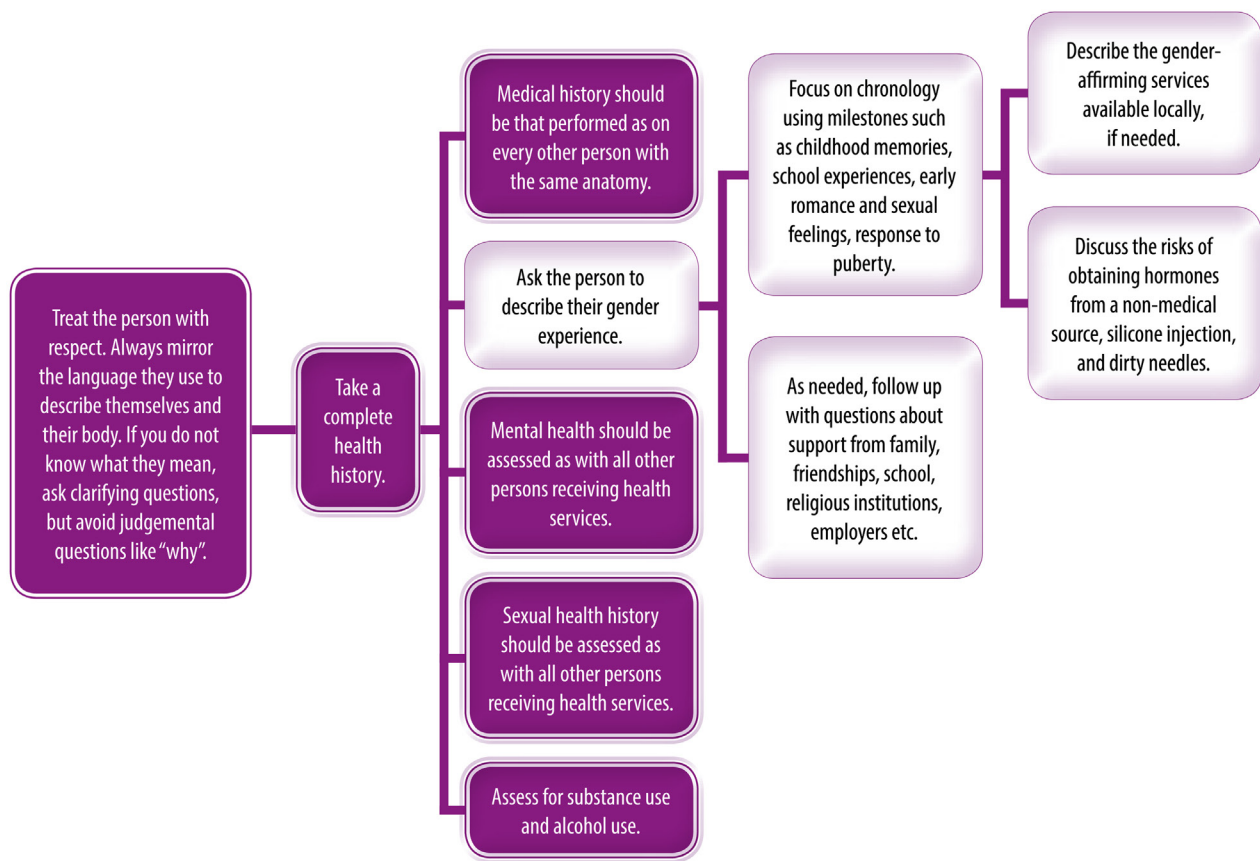 Treat the person with
respect. Always mirror
the language they use to
describe themselves and
their body. If you do not
know what they mean,
ask clarifying questions,
but avoid judgemental
questions like “why”.
Take a
complete
health
history.
Medical history should
be that performed as on
every other person with
the same anatomy.
Ask the person to
describe their gender
experience.
Mental health should be
assessed as with all other
persons receiving health
services.
Sexual health history
should be assessed as
with all other persons
receiving health services.
Assess for substance use
and alcohol use.
Focus on chronology
using milestones such
as childhood memories,
school experiences, early
romance and sexual
feelings, response to
puberty.
As needed, follow up
with questions about
support from family,
friendships, school,
religious institutions,
employers etc.
Describe the gender-
affirming services
available locally,
if needed.
Discuss the risks of
obtaining hormones
from a non-medical
source, silicone injection,
and dirty needles.